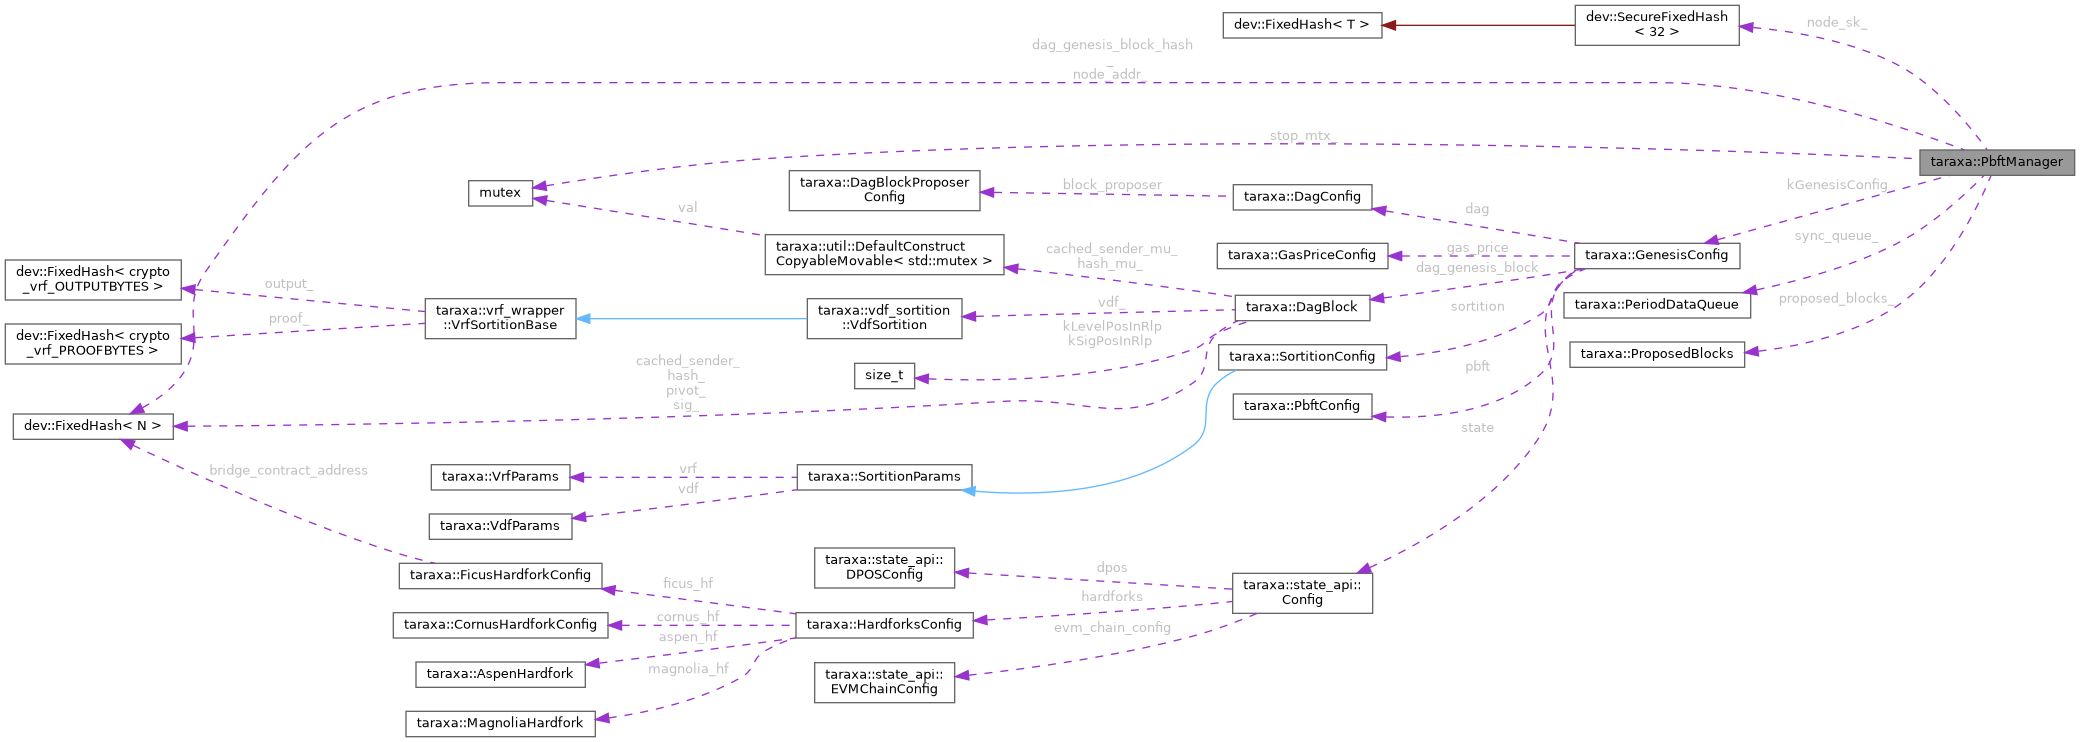 dev::FixedHash< T >
dev::SecureFixedHash
< 32 >
node_sk_
dag_genesis_block_hash
_
node_addr_
stop_mtx_
taraxa::PbftManager
mutex
taraxa::DagBlockProposer
Config
block_proposer
taraxa::DagConfig
kGenesisConfig
val
dag
taraxa::util::DefaultConstruct
CopyableMovable< std::mutex >
cached_sender_mu_
hash_mu_
taraxa::GasPriceConfig
gas_price
dag_genesis_block
taraxa::GenesisConfig
sync_queue_
dev::FixedHash< crypto
_vrf_OUTPUTBYTES >
output_
proof_
dev::FixedHash< crypto
_vrf_PROOFBYTES >
taraxa::vrf_wrapper
::VrfSortitionBase
taraxa::vdf_sortition
::VdfSortition
vdf_
kLevelPosInRlp
kSigPosInRlp
taraxa::DagBlock
sortition
taraxa::PeriodDataQueue
proposed_blocks_
taraxa::ProposedBlocks
cached_sender_
hash_
pivot_
sig_
size_t
taraxa::SortitionConfig
pbft
taraxa::PbftConfig
dev::FixedHash< N >
state
bridge_contract_address
taraxa::VrfParams
vrf
vdf
taraxa::SortitionParams
taraxa::VdfParams
taraxa::FicusHardforkConfig
ficus_hf
taraxa::state_api::
DPOSConfig
dpos
hardforks
taraxa::state_api::
Config
taraxa::CornusHardforkConfig
cornus_hf
taraxa::HardforksConfig
evm_chain_config
aspen_hf
taraxa::AspenHardfork
magnolia_hf
taraxa::state_api::
EVMChainConfig
taraxa::MagnoliaHardfork